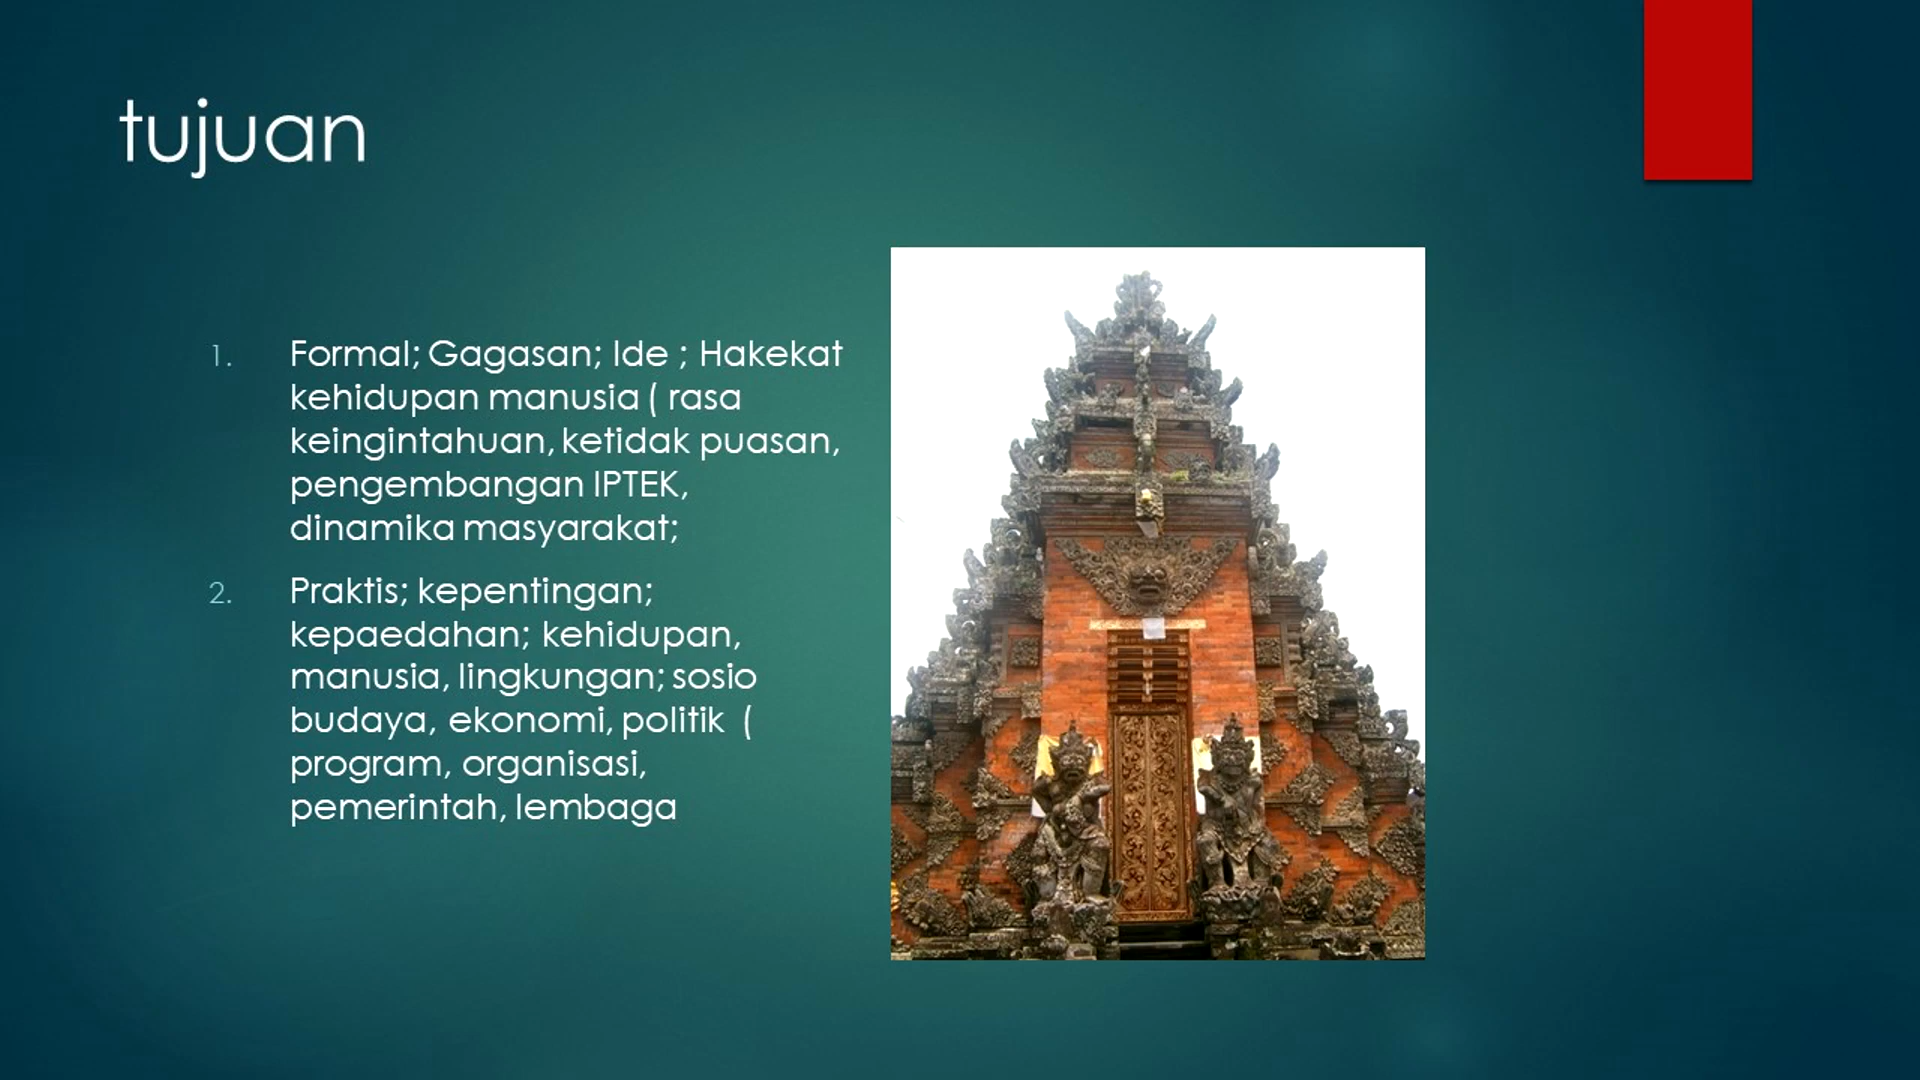 tujuan
1. Formal; Gagasan; Ide ; Hakekat
kehidupan manusia ( rasa
keingintahuan, ketidak puasan,
pengembangan IPTEK,
dinamika masyarakat;
2. Praktis; kepentingan;
kepaedahan; kehidupan,
manusia, lingkungan; sosio
budaya, ekonomi, politik (
program, organisasi,
pemerintah, lembaga